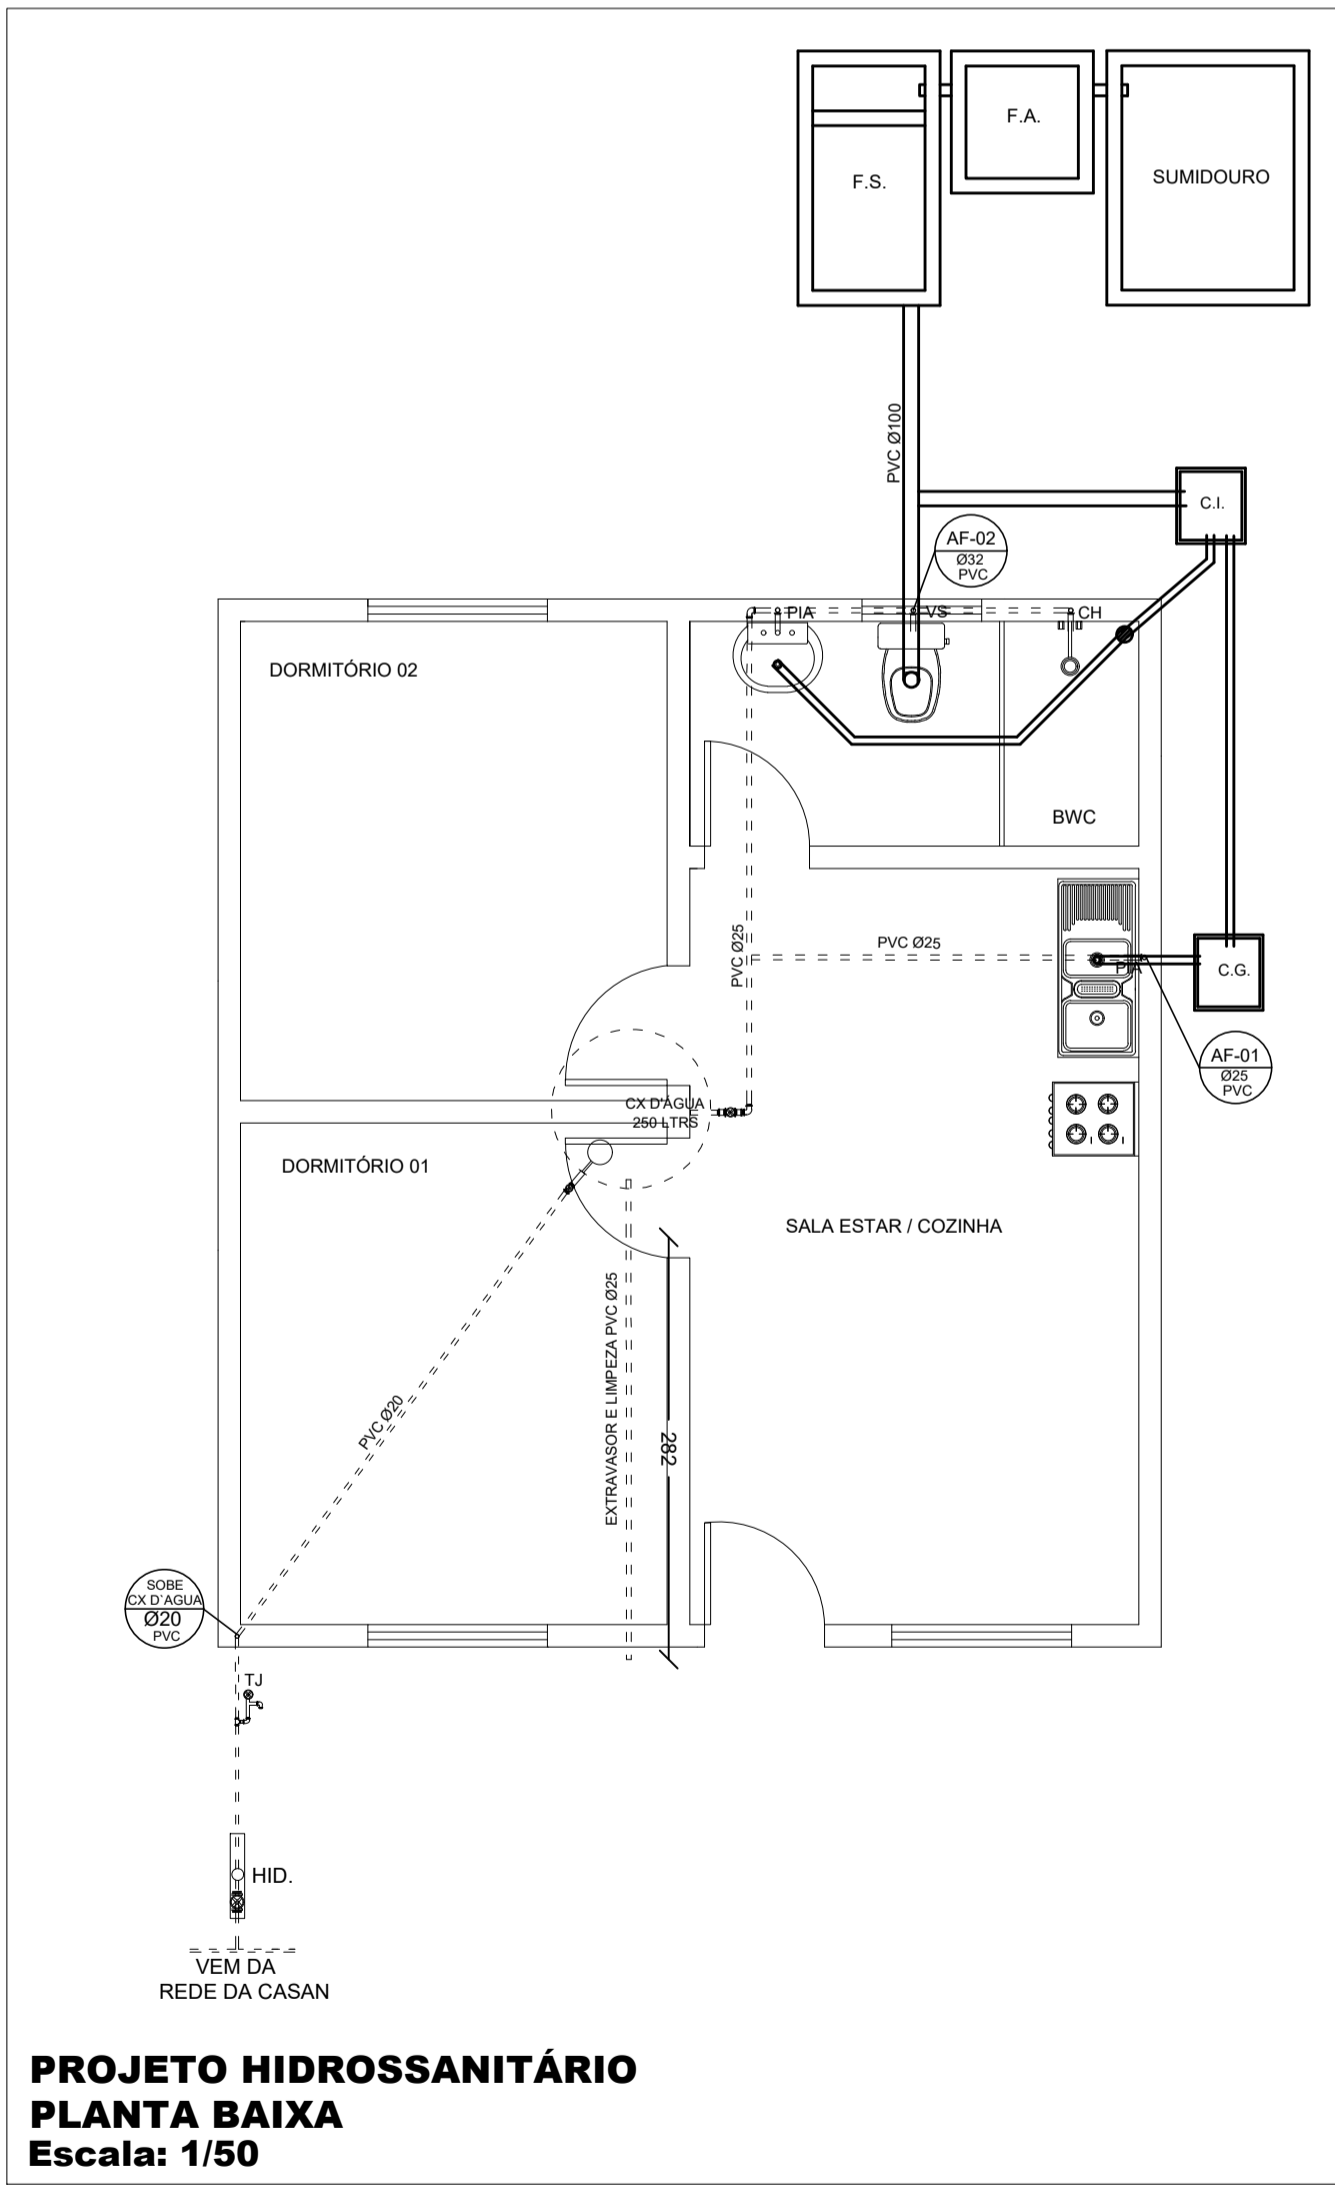 F.A.
SUMIDOURO
F.S.
PVC Ø100
C.I.
AF-02
Ø32
PVC
PIA
VS
CH
DORMITÓRIO 02
BWC
PVC Ø25
PVC Ø25
PIA
C.G.
AF-01
Ø25
PVC
CX D'ÁGUA
250 LTRS
DORMITÓRIO 01
SALA ESTAR / COZINHA
EXTRAVASOR E LIMPEZA PVC Ø25
282
PVC Ø20
SOBE
CX D`AGUA
Ø20
PVC
TJ
HID.
VEM DA
REDE DA CASAN
PROJETO HIDROSSANITÁRIO
PLANTA BAIXA
Escala: 1/50